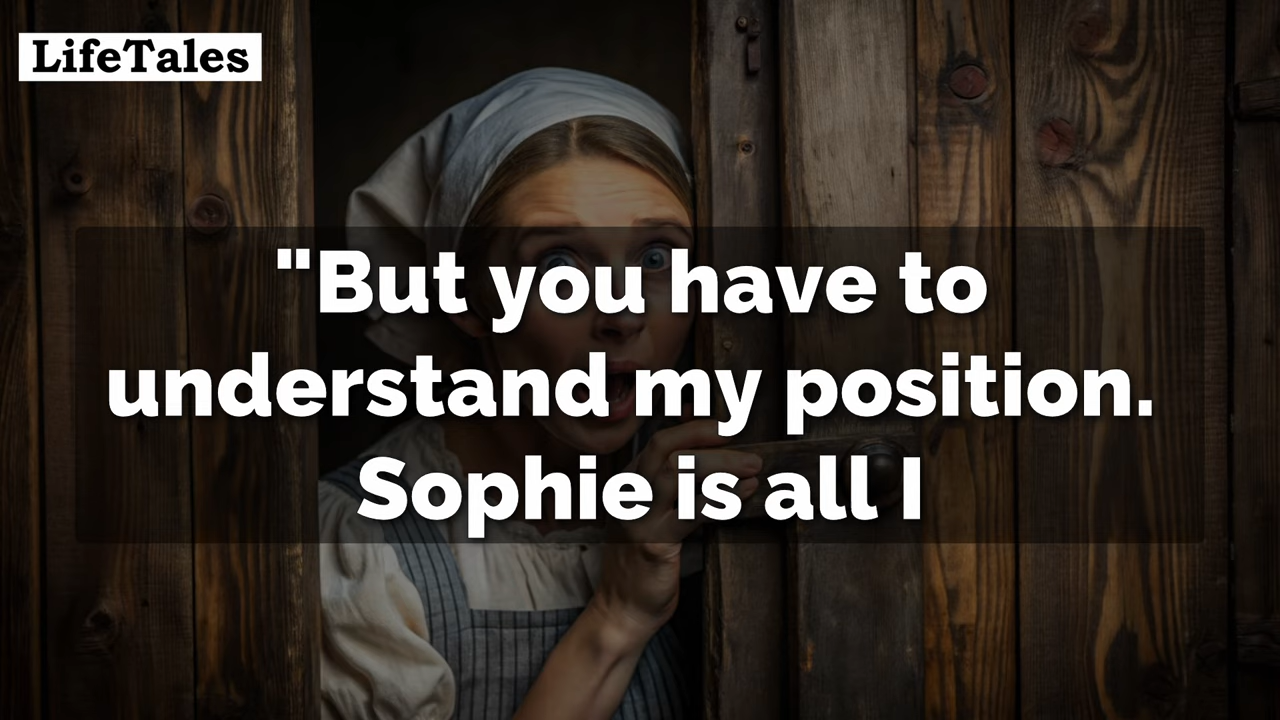 LifeTales
"But you have to
understand my position.
Sophie is all I